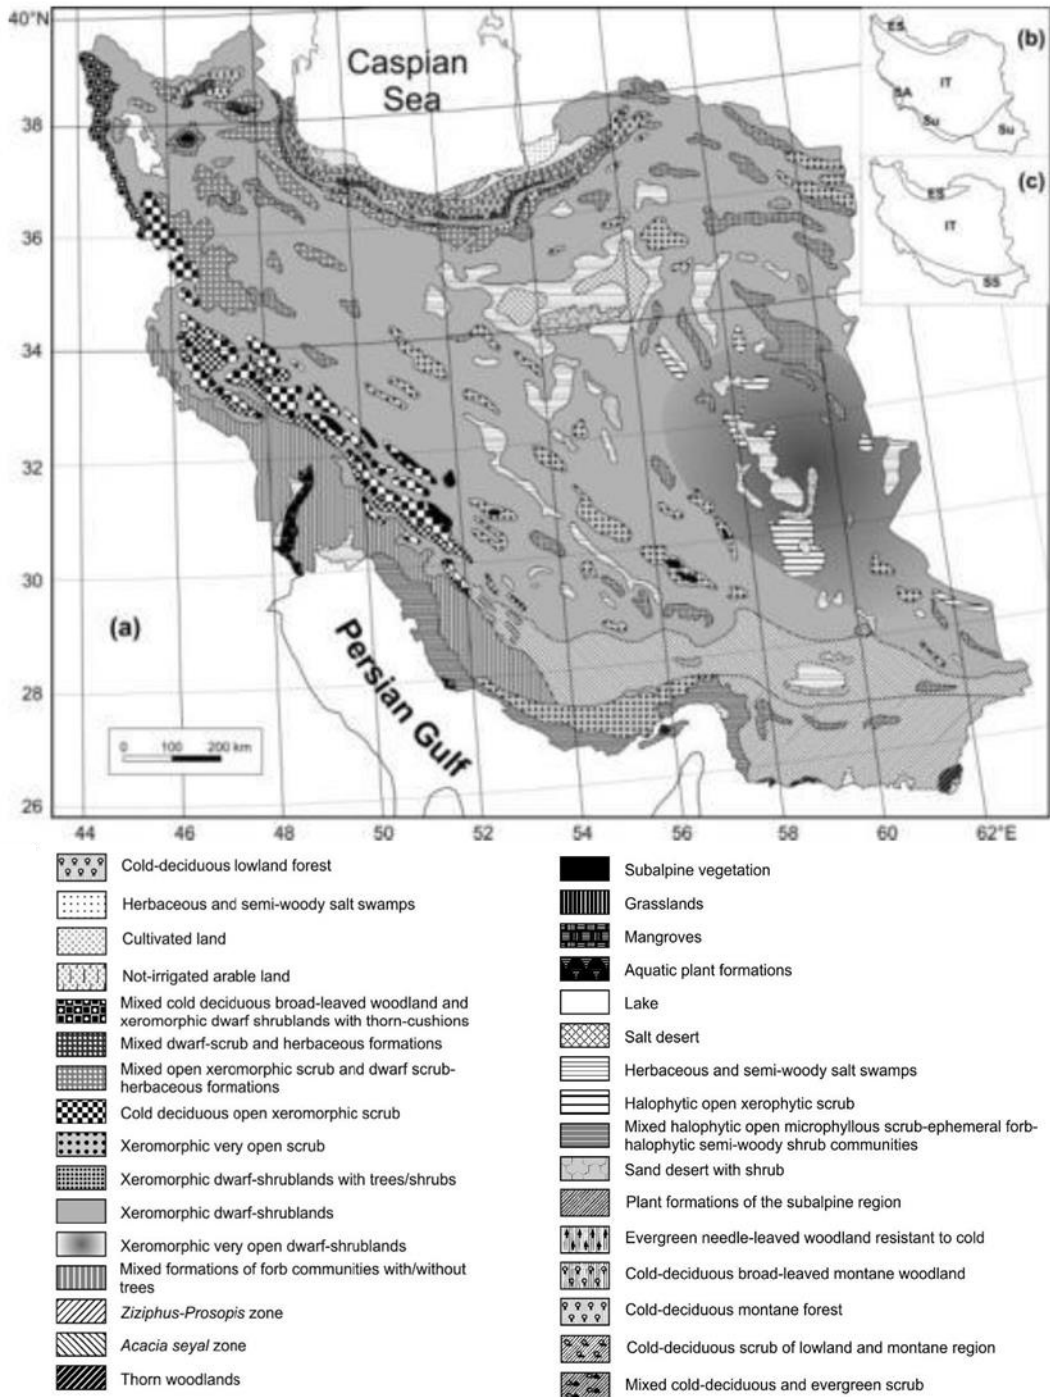 40°N
38
36
34
32
30
28
26
Caspian
Sea
(b)
ES
IT
SA
Su
Su
(c)
ES
IT
SS
(a)
Persian Gulf
0 100 200 km
44 46 48 50 52 54 56 58 60 62°E
Cold-deciduous lowland forest
Herbaceous and semi-woody salt swamps
Cultivated land
Not-irrigated arable land
Mixed cold deciduous broad-leaved woodland and
xeromorphic dwarf shrublands with thorn-cushions
Mixed dwarf-scrub and herbaceous formations
Mixed open xeromorphic scrub and dwarf scrub-
herbaceous formations
Cold deciduous open xeromorphic scrub
Xeromorphic very open scrub
Xeromorphic dwarf-shrublands with trees/shrubs
Xeromorphic dwarf-shrublands
Xeromorphic very open dwarf-shrublands
Mixed formations of forb communities with/without
trees
Ziziphus-Prosopis zone
Acacia seyal zone
Thorn woodlands
Subalpine vegetation
Grasslands
Mangroves
Aquatic plant formations
Lake
Salt desert
Herbaceous and semi-woody salt swamps
Halophytic open xerophytic scrub
Mixed halophytic open microphyllous scrub-ephemeral forb-
halophytic semi-woody shrub communities
Sand desert with shrub
Plant formations of the subalpine region
Evergreen needle-leaved woodland resistant to cold
Cold-deciduous broad-leaved montane woodland
Cold-deciduous montane forest
Cold-deciduous scrub of lowland and montane region
Mixed cold-deciduous and evergreen scrub